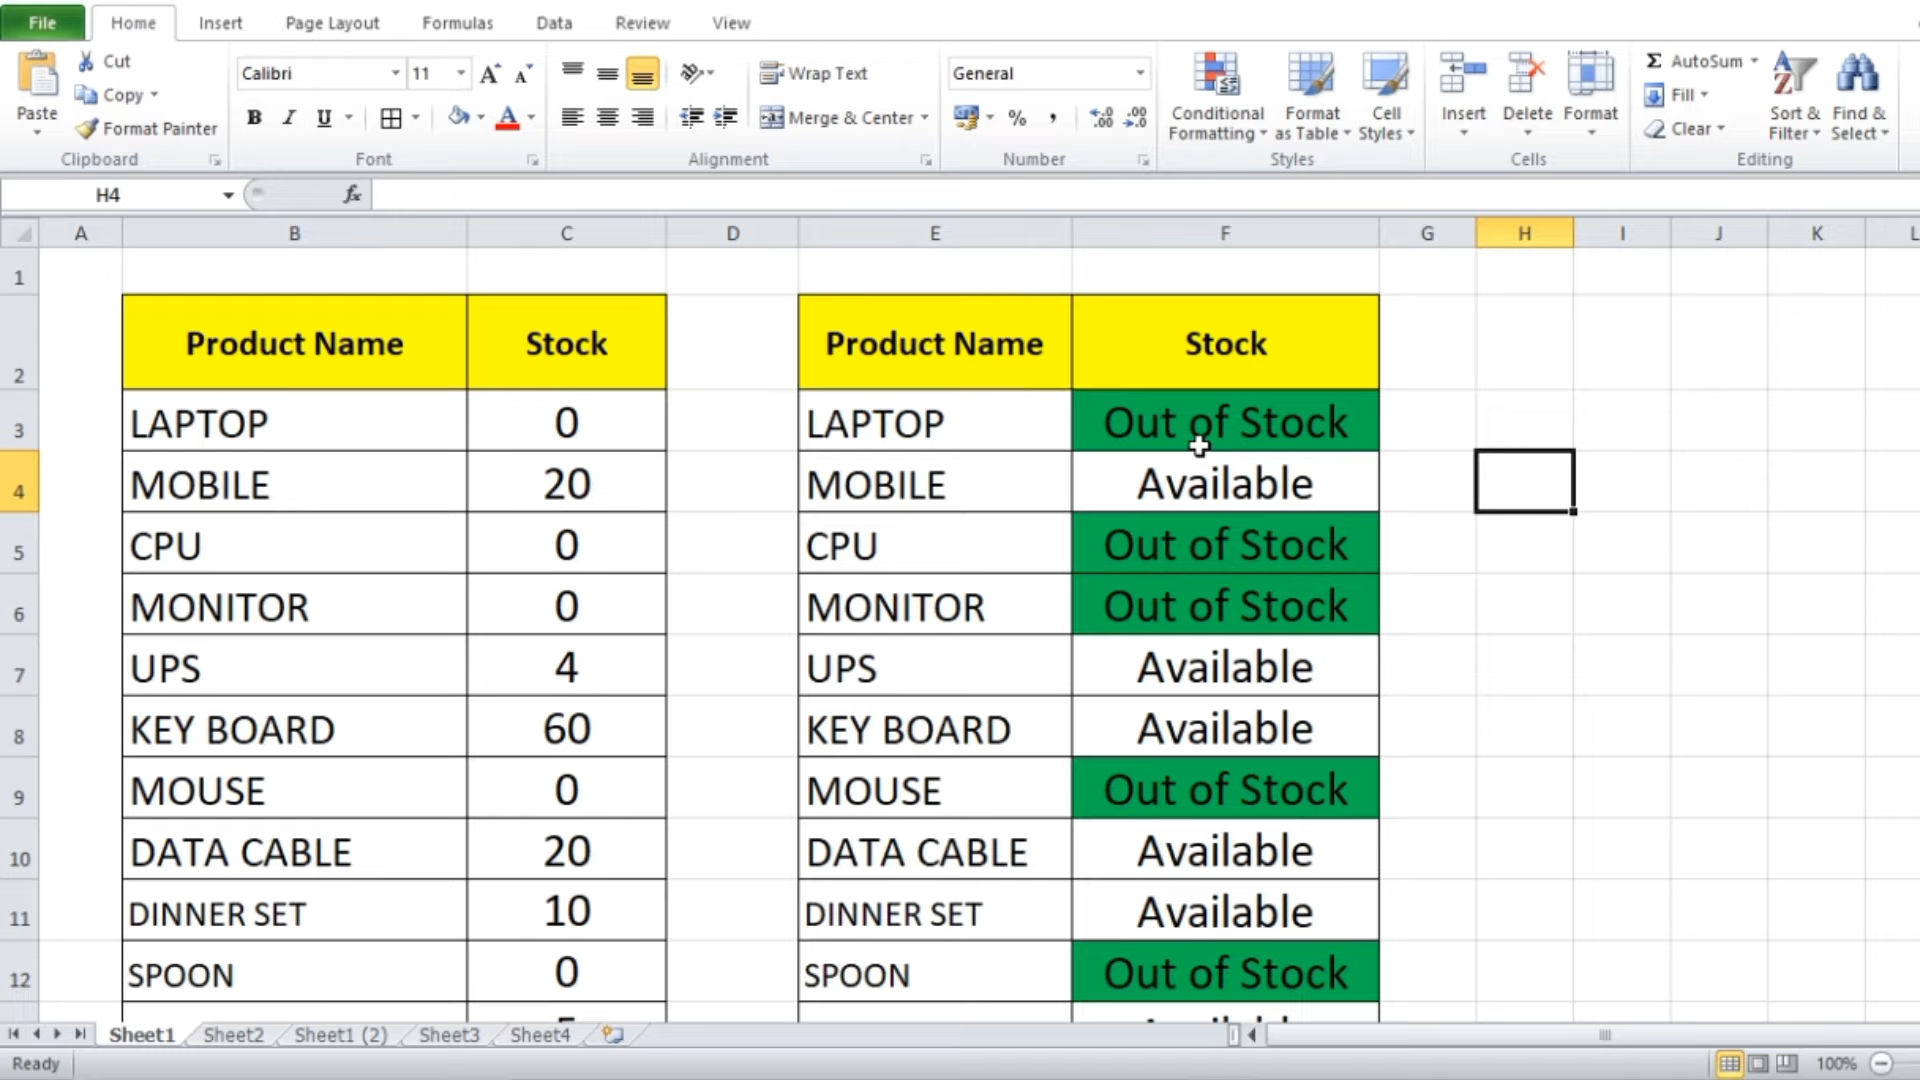 File Home Insert Page Layout Formulas Data Review View
Cut
Copy
Format Painter
Paste
Clipboard
Calibri 11 A A
B I U A
Font
Wrap Text
Merge & Center
Alignment
General
% , .00 .00
Number
Conditional Formatting
Format as Table
Cell Styles
Styles
Insert Delete Format
Cells
Σ AutoSum
Fill
Clear
Sort & Filter
Find & Select
Editing
H4 fx
A B C D E F G H I J K L
1
2 Product Name Stock Product Name Stock
3 LAPTOP 0 LAPTOP Out of Stock
4 MOBILE 20 MOBILE Available
5 CPU 0 CPU Out of Stock
6 MONITOR 0 MONITOR Out of Stock
7 UPS 4 UPS Available
8 KEY BOARD 60 KEY BOARD Available
9 MOUSE 0 MOUSE Out of Stock
10 DATA CABLE 20 DATA CABLE Available
11 DINNER SET 10 DINNER SET Available
12 SPOON 0 SPOON Out of Stock
Sheet1 Sheet2 Sheet1 (2) Sheet3 Sheet4
Ready 100%